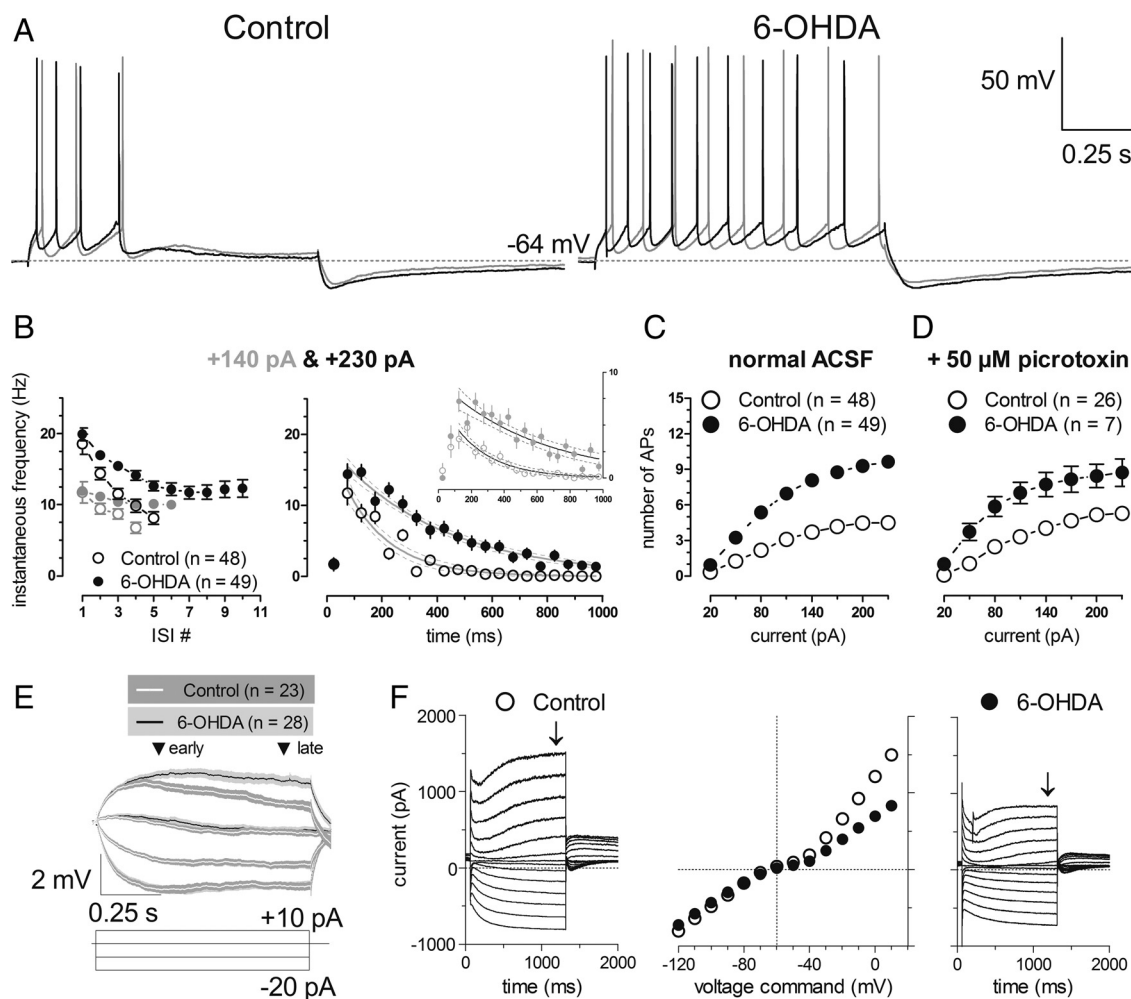 A
Control
6-OHDA
50 mV
0.25 s
-64 mV
B
+140 pA & +230 pA
instantaneous frequency (Hz)
20
10
0
1 3 5 7 9 11
ISI #
Control (n = 48)
6-OHDA (n = 49)
20
10
0
0 200 400 600 800 1000
time (ms)
10
0
0 200 400 600 800 1000
C
normal ACSF
Control (n = 48)
6-OHDA (n = 49)
number of APs
15
12
9
6
3
0
20 80 140 200
current (pA)
D
+ 50 µM picrotoxin
Control (n = 26)
6-OHDA (n = 7)
15
12
9
6
3
0
20 80 140 200
current (pA)
E
Control (n = 23)
6-OHDA (n = 28)
early
late
2 mV
0.25 s
+10 pA
-20 pA
F
Control
6-OHDA
current (pA)
2000
1000
0
-1000
0 1000 2000
time (ms)
-120 -80 -40 0
voltage command (mV)
0 1000 2000
time (ms)